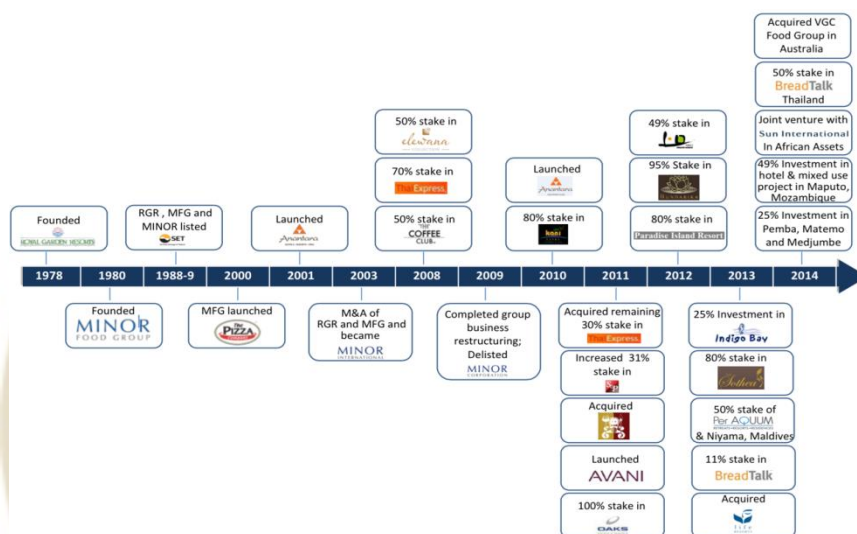 Acquired VGC
Food Group in
Australia
50% stake in
BreadTalk
Thailand
Joint venture with
Sun International
In African Assets
49% Investment in
hotel & mixed use
project in Maputo,
Mozambique
25% Investment in
Pemba, Matemo
and Medjumbe
50% stake in
elewana
70% stake in
ThaiExpress
50% stake in
THE
COFFEE
CLUB
49% stake in
95% Stake in
80% stake in
Paradise Island Resort
Launched
Anantara
80% stake in
kani
Founded
ROYAL GARDEN RESORTS
RGR , MFG and
MINOR listed
SET
Launched
Anantara
1978
1980
1988-9
2000
2001
2003
2008
2009
2010
2011
2012
2013
2014
Founded
MINOR
FOOD GROUP
MFG launched
The
PIZZA
COMPANY
M&A of
RGR and MFG and
became
MINOR
INTERNATIONAL
Completed group
business
restructuring;
Delisted
MINOR
CORPORATION
Acquired remaining
30% stake in
ThaiExpress
Increased 31%
stake in
S&P
Acquired
Launched
AVANI
100% stake in
OAKS
25% Investment in
Indigo Bay
80% stake in
Sothea
50% stake of
Per AQUUM
& Niyama, Maldives
11% stake in
BreadTalk
Acquired